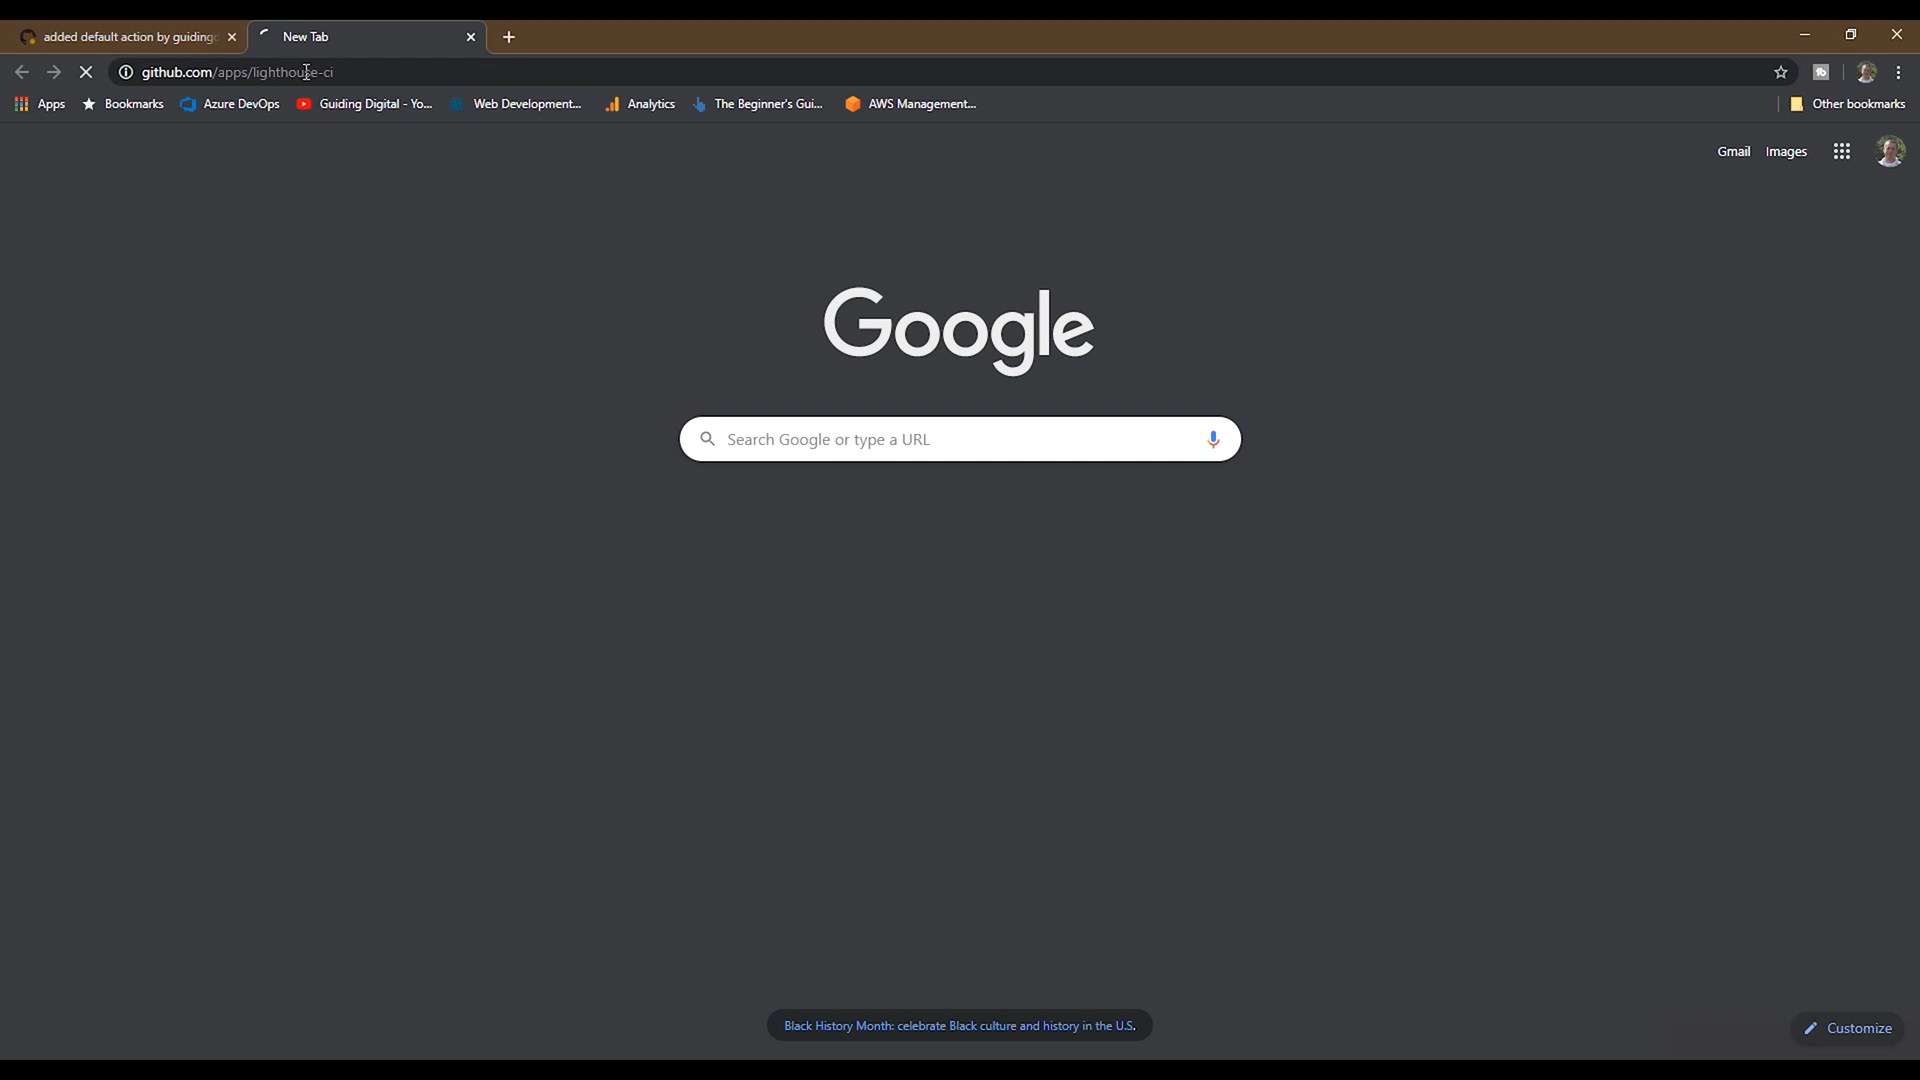 added default action by guiding
New Tab
github.com/apps/lighthouse-ci
Apps
Bookmarks
Azure DevOps
Guiding Digital - Yo...
Web Development...
Analytics
The Beginner's Gui...
AWS Management...
Other bookmarks
Gmail
Images
Google
Search Google or type a URL
Black History Month: celebrate Black culture and history in the U.S.
Customize